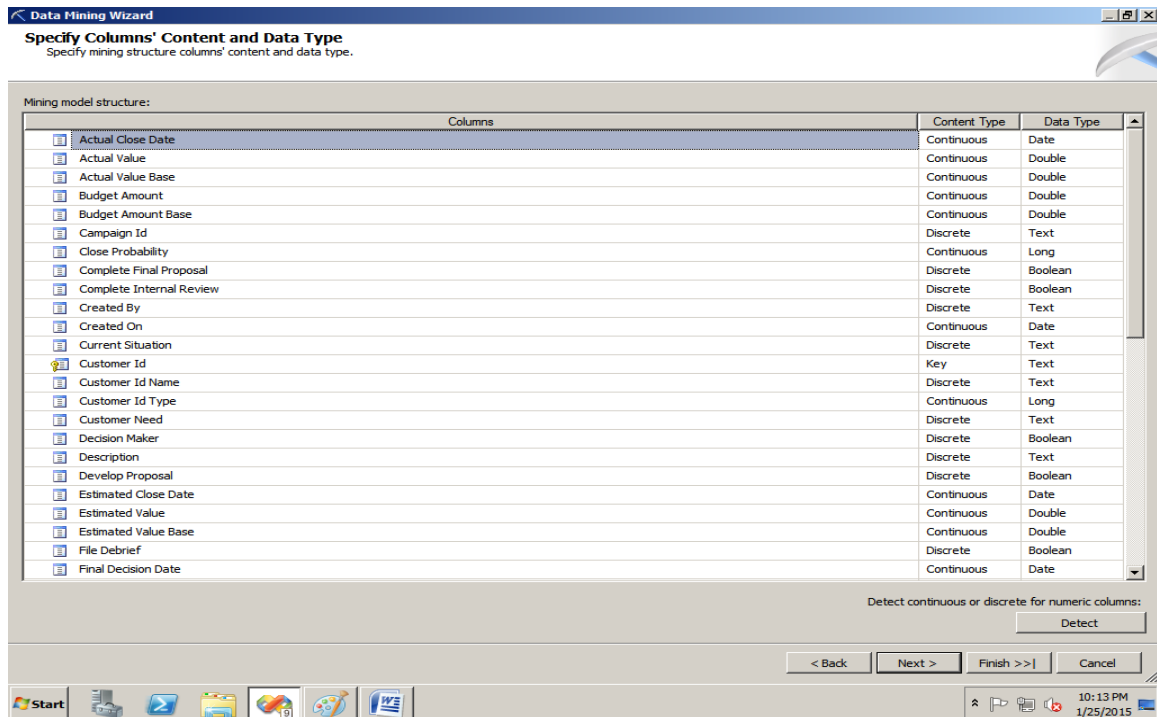 Data Mining Wizard
Specify Columns' Content and Data Type
Specify mining structure columns' content and data type.
Mining model structure:
Columns Content Type Data Type
Actual Close Date Continuous Date
Actual Value Continuous Double
Actual Value Base Continuous Double
Budget Amount Continuous Double
Budget Amount Base Continuous Double
Campaign Id Discrete Text
Close Probability Continuous Long
Complete Final Proposal Discrete Boolean
Complete Internal Review Discrete Boolean
Created By Discrete Text
Created On Continuous Date
Current Situation Discrete Text
Customer Id Key Text
Customer Id Name Discrete Text
Customer Id Type Continuous Long
Customer Need Discrete Text
Decision Maker Discrete Boolean
Description Discrete Text
Develop Proposal Discrete Boolean
Estimated Close Date Continuous Date
Estimated Value Continuous Double
Estimated Value Base Continuous Double
File Debrief Discrete Boolean
Final Decision Date Continuous Date
Detect continuous or discrete for numeric columns:
Detect
< Back Next > Finish >>| Cancel
Start 9 W 10:13 PM
1/25/2015